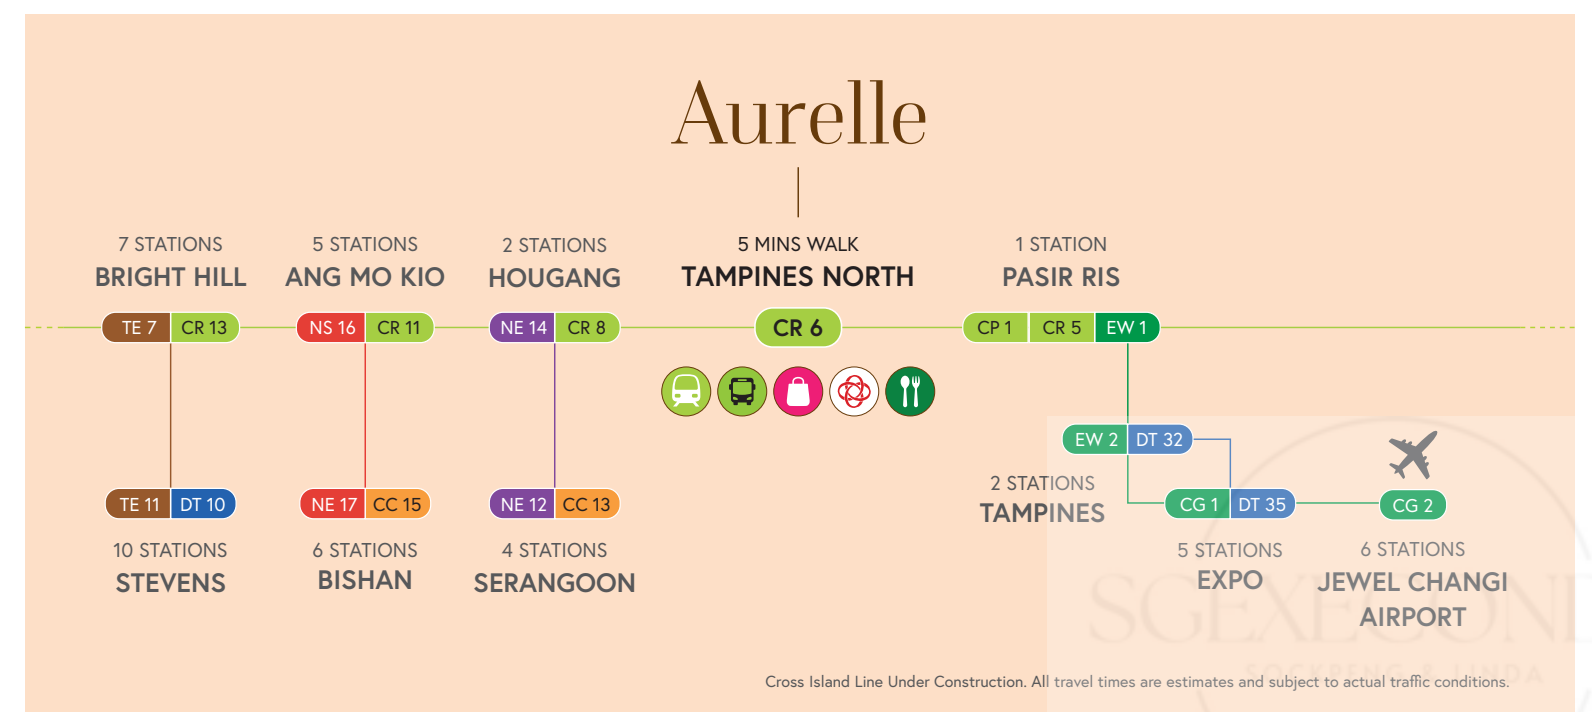 Aurelle
7 STATIONS
BRIGHT HILL
5 STATIONS
ANG MO KIO
2 STATIONS
HOUGANG
5 MINS WALK
TAMPINES NORTH
1 STATION
PASIR RIS
TE 7 CR 13
NS 16 CR 11
NE 14 CR 8
CR 6
CP 1 CR 5 EW 1
EW 2 DT 32
2 STATIONS
TAMPINES
TE 11 DT 10
NE 17 CC 15
NE 12 CC 13
CG 1 DT 35
CG 2
10 STATIONS
STEVENS
6 STATIONS
BISHAN
4 STATIONS
SERANGOON
5 STATIONS
EXPO
6 STATIONS
JEWEL CHANGI
AIRPORT
SGEXECOND
SOCKPENG & LINDA
Cross Island Line Under Construction. All travel times are estimates and subject to actual traffic conditions.